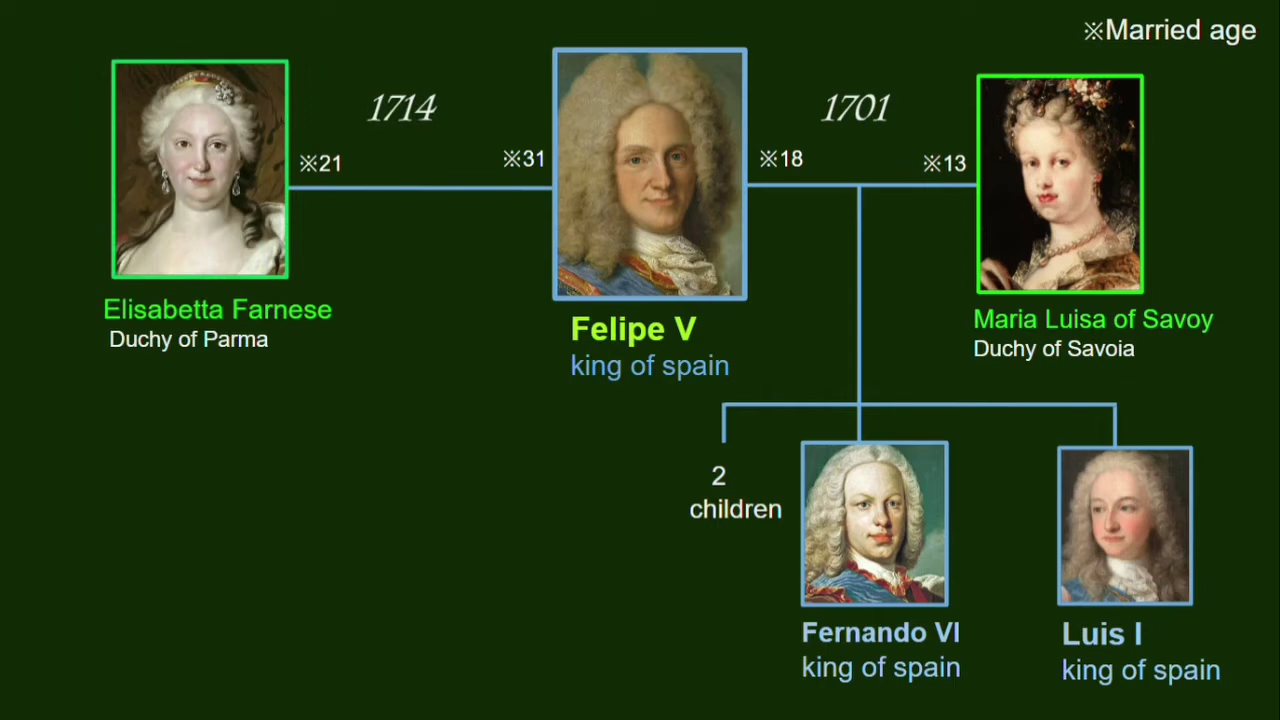 ※Married age
1714
1701
※21
※31
※18
※13
Elisabetta Farnese
Duchy of Parma
Felipe V
king of spain
Maria Luisa of Savoy
Duchy of Savoia
2
children
Fernando VI
king of spain
Luis I
king of spain